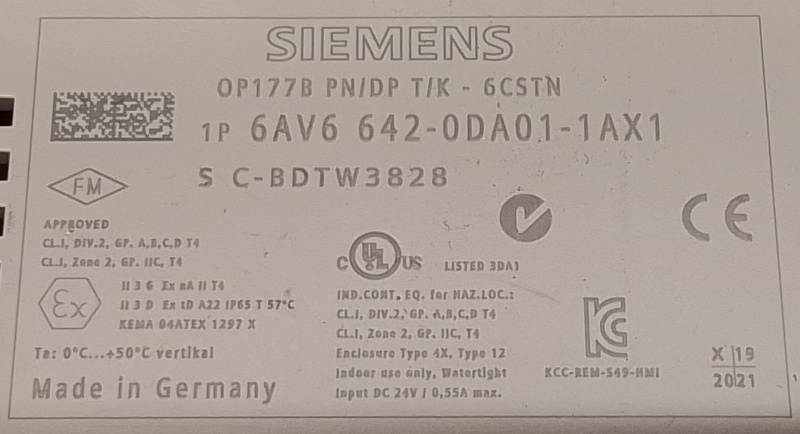 SIEMENS
OP177B PN/DP T/K - 6CSTN
1P 6AV6 642-0DA01-1AX1
S C-BDTW3828
FM
APPROVED
CL.I, DIV.2, GP. A,B,C,D T4
CL.I, Zone 2, GP. IIC, T4
Ex
II 3 G Ex nA II T4
II 3 D Ex tD A22 IP65 T 57°C
KEMA 04ATEX 1297 X
Ta: 0°C...+50°C vertikal
Made in Germany
C UL US LISTED 3DA1
IND.CONT. EQ. for HAZ.LOC.:
CL.I, DIV.2, GP. A,B,C,D T4
CL.I, Zone 2, GP. IIC, T4
Enclosure Type 4X, Type 12
Indoor use only, Watertight
Input DC 24V / 0,55A max.
CE
KCC-REM-S49-HMI
X 19
20 21